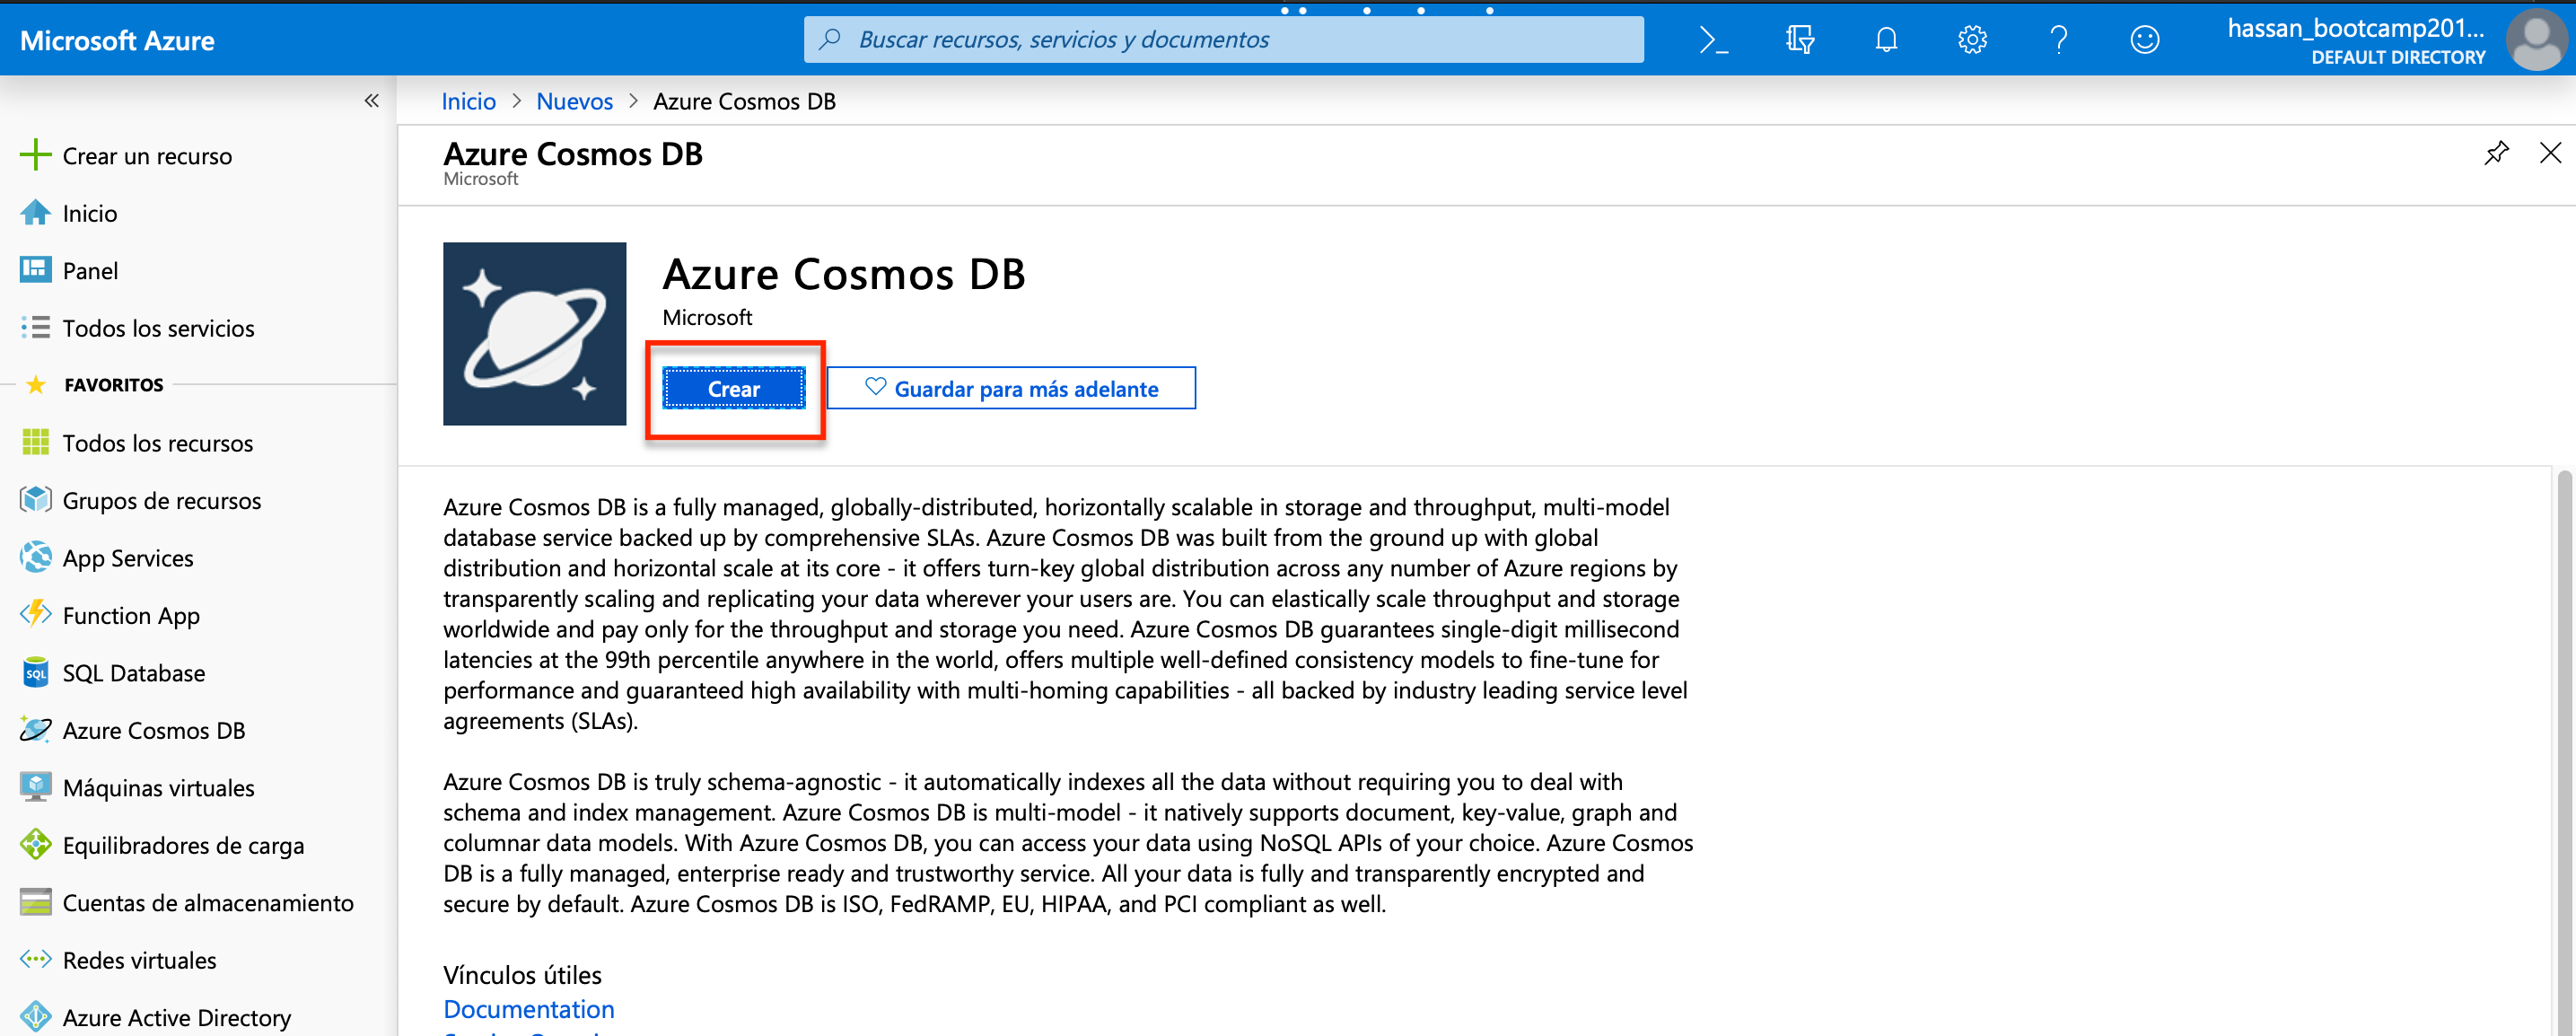 Microsoft Azure
Buscar recursos, servicios y documentos
hassan_bootcamp201...
DEFAULT DIRECTORY
Inicio > Nuevos > Azure Cosmos DB
Azure Cosmos DB
Microsoft
Crear un recurso
Inicio
Panel
Todos los servicios
FAVORITOS
Todos los recursos
Grupos de recursos
App Services
Function App
SQL Database
Azure Cosmos DB
Máquinas virtuales
Equilibradores de carga
Cuentas de almacenamiento
Redes virtuales
Azure Active Directory
Azure Cosmos DB
Microsoft
Crear
Guardar para más adelante
Azure Cosmos DB is a fully managed, globally-distributed, horizontally scalable in storage and throughput, multi-model
database service backed up by comprehensive SLAs. Azure Cosmos DB was built from the ground up with global
distribution and horizontal scale at its core - it offers turn-key global distribution across any number of Azure regions by
transparently scaling and replicating your data wherever your users are. You can elastically scale throughput and storage
worldwide and pay only for the throughput and storage you need. Azure Cosmos DB guarantees single-digit millisecond
latencies at the 99th percentile anywhere in the world, offers multiple well-defined consistency models to fine-tune for
performance and guaranteed high availability with multi-homing capabilities - all backed by industry leading service level
agreements (SLAs).
Azure Cosmos DB is truly schema-agnostic - it automatically indexes all the data without requiring you to deal with
schema and index management. Azure Cosmos DB is multi-model - it natively supports document, key-value, graph and
columnar data models. With Azure Cosmos DB, you can access your data using NoSQL APIs of your choice. Azure Cosmos
DB is a fully managed, enterprise ready and trustworthy service. All your data is fully and transparently encrypted and
secure by default. Azure Cosmos DB is ISO, FedRAMP, EU, HIPAA, and PCI compliant as well.
Vínculos útiles
Documentation